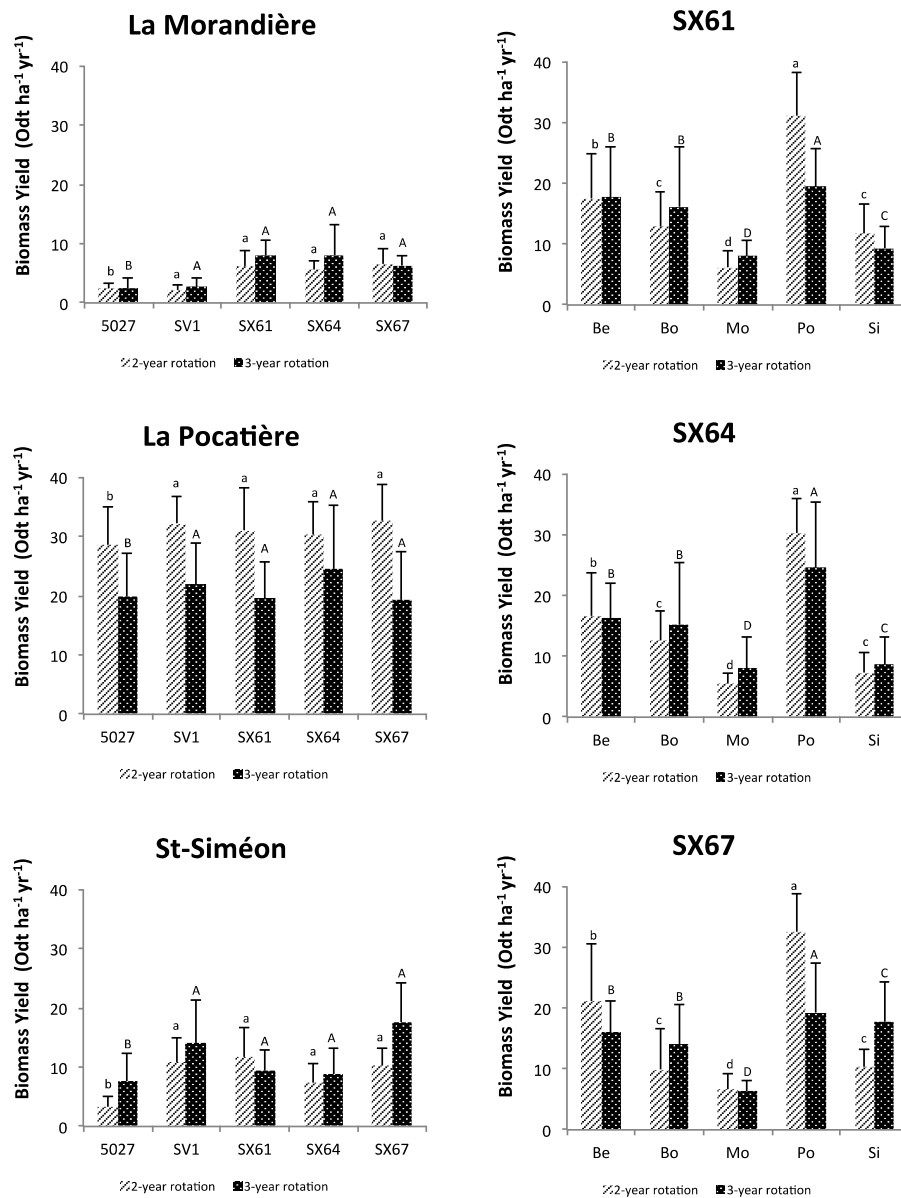 La Morandière
Biomass Yield (Odt ha-1 yr-1)
40
30
20
10
0
b B a A a A a A a A
5027 SV1 SX61 SX64 SX67
2-year rotation 3-year rotation
SX61
Biomass Yield (Odt ha-1 yr-1)
40
30
20
10
0
b B c B d D a A c C
Be Bo Mo Po Si
2-year rotation 3-year rotation
La Pocatière
Biomass Yield (Odt ha-1 yr-1)
40
30
20
10
0
b B a A a A a A a A
5027 SV1 SX61 SX64 SX67
2-year rotation 3-year rotation
SX64
Biomass Yield (Odt ha-1 yr-1)
40
30
20
10
0
b B c B d D a A c C
Be Bo Mo Po Si
2-year rotation 3-year rotation
St-Siméon
Biomass Yield (Odt ha-1 yr-1)
40
30
20
10
0
b B a A a A a A a A
5027 SV1 SX61 SX64 SX67
2-year rotation 3-year rotation
SX67
Biomass Yield (Odt ha-1 yr-1)
40
30
20
10
0
b B c B d D a A c C
Be Bo Mo Po Si
2-year rotation 3-year rotation